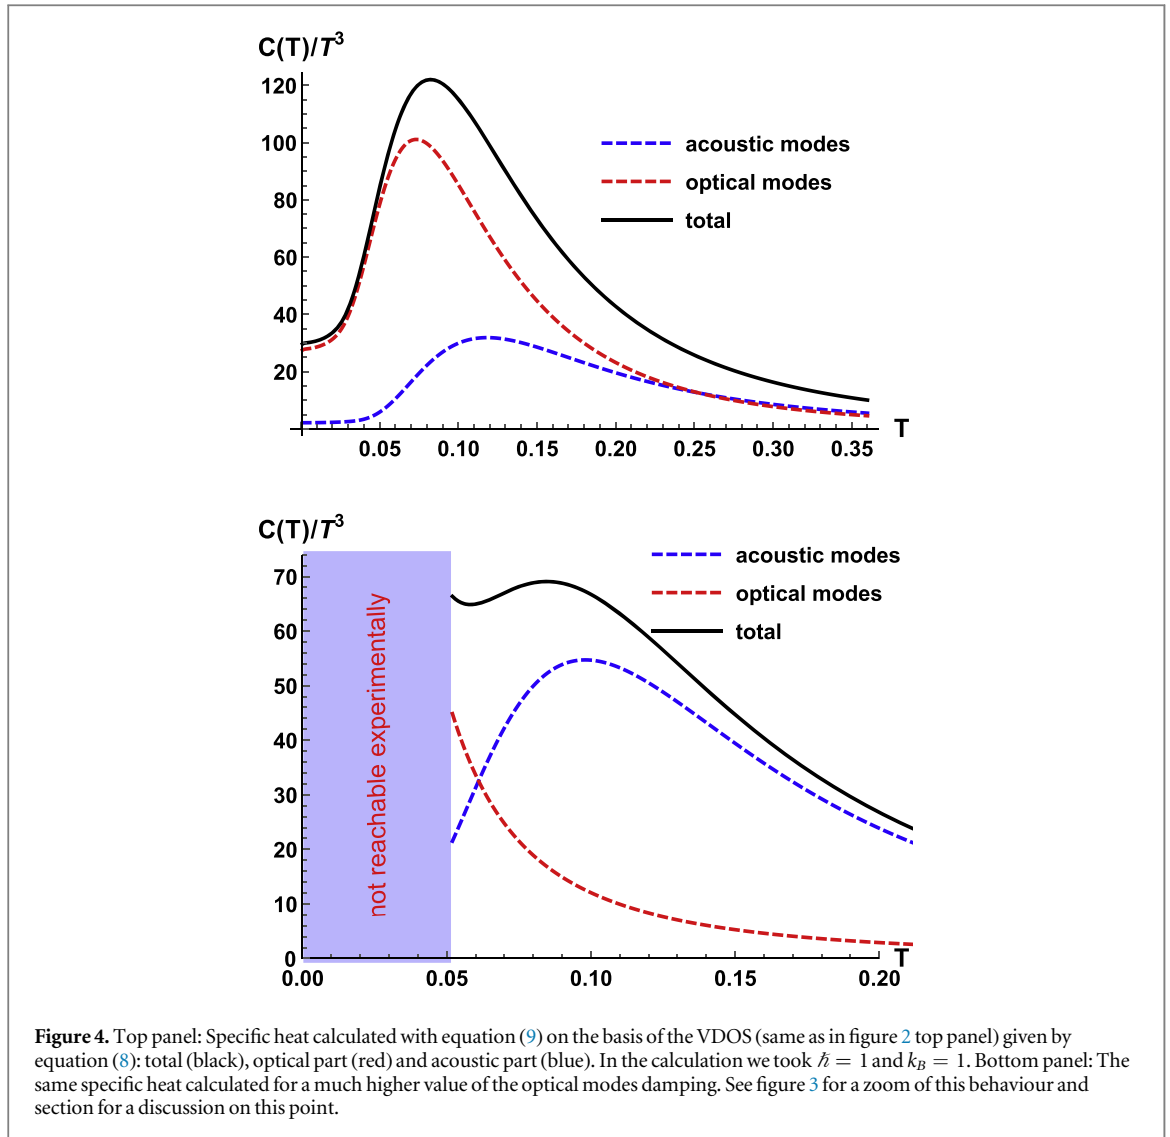 C(T)/T³
120
100
80
60
40
20
acoustic modes
optical modes
total
T
0.05 0.10 0.15 0.20 0.25 0.30 0.35
C(T)/T³
70
60
50
40
30
20
10
0
not reachable experimentally
acoustic modes
optical modes
total
T
0.00 0.05 0.10 0.15 0.20
Figure 4. Top panel: Specific heat calculated with equation (9) on the basis of the VDOS (same as in figure 2 top panel) given by
equation (8): total (black), optical part (red) and acoustic part (blue). In the calculation we took ℏ = 1 and k_B = 1. Bottom panel: The
same specific heat calculated for a much higher value of the optical modes damping. See figure 3 for a zoom of this behaviour and
section for a discussion on this point.